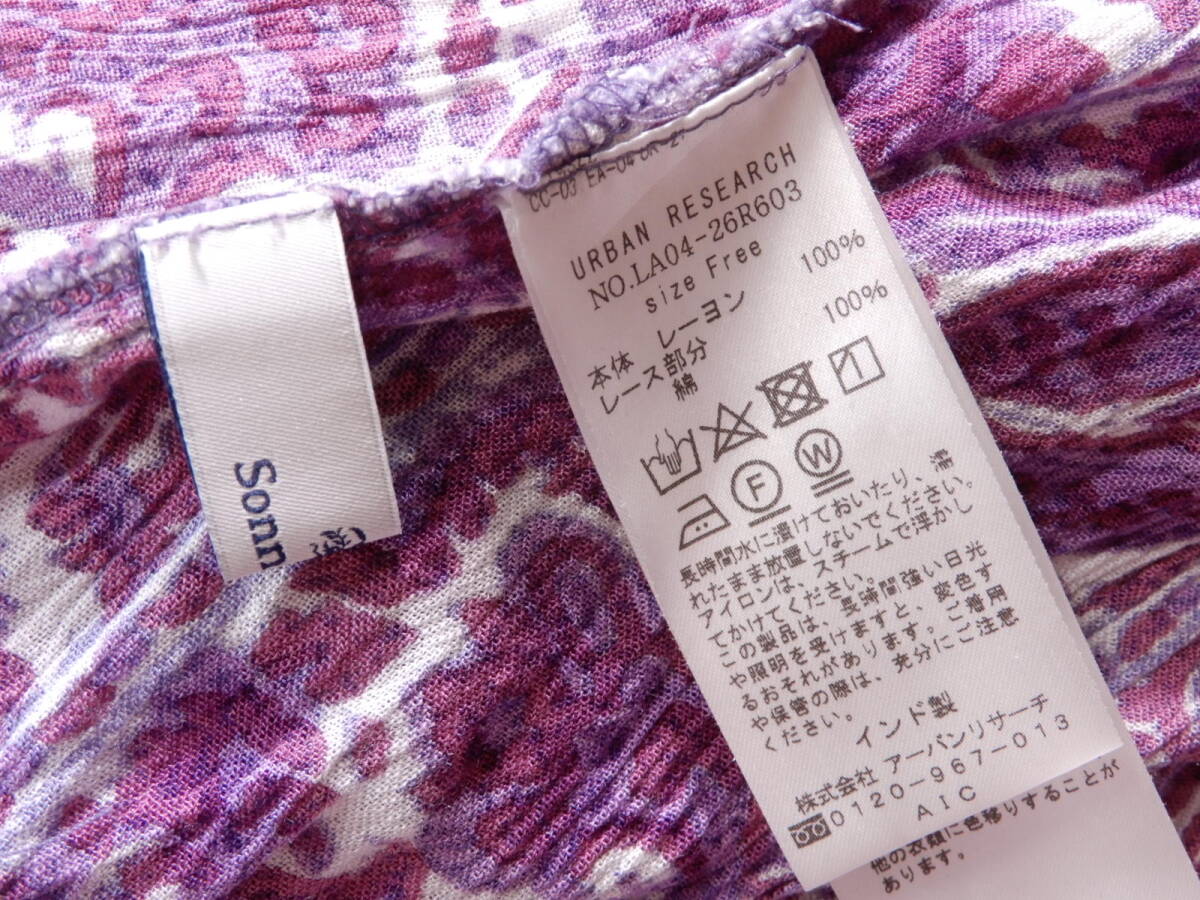 CC-03 EA-04
URBAN RESEARCH
NO.LA04-26R603
size Free
本体 レーヨン 100%
レース部分
綿 100%
1
F W
長時間水に漬けておいたり、濡
れたまま放置しないでください。
アイロンは、スチームで浮かし
てかけてください。
この製品は、長時間強い日光
や照明を受けますと、変色す
るおそれがあります。ご着用
や保管の際は、充分にご注意
ください。
インド製
株式会社 アーバンリサーチ
0120-967-013
AIC
他の衣類に色移りすることが
あります。
Sonn